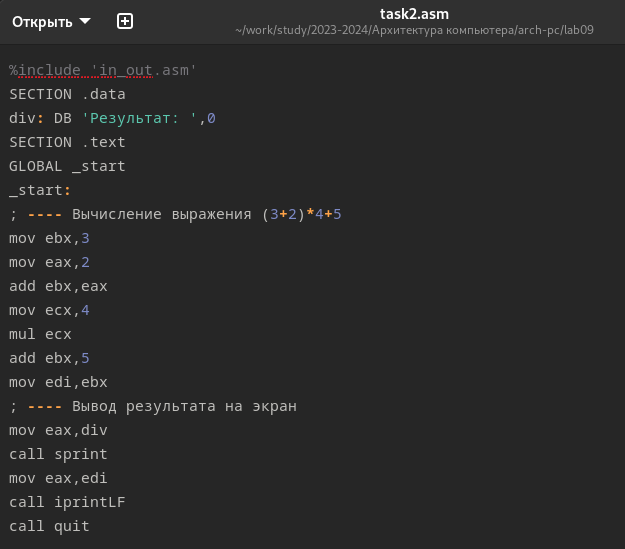 Открыть
task2.asm
~/work/study/2023-2024/Архитектура компьютера/arch-pc/lab09
%include 'in_out.asm'
SECTION .data
div: DB 'Результат: ',0
SECTION .text
GLOBAL _start
_start:
; ---- Вычисление выражения (3+2)*4+5
mov ebx,3
mov eax,2
add ebx,eax
mov ecx,4
mul ecx
add ebx,5
mov edi,ebx
; ---- Вывод результата на экран
mov eax,div
call sprint
mov eax,edi
call iprintLF
call quit